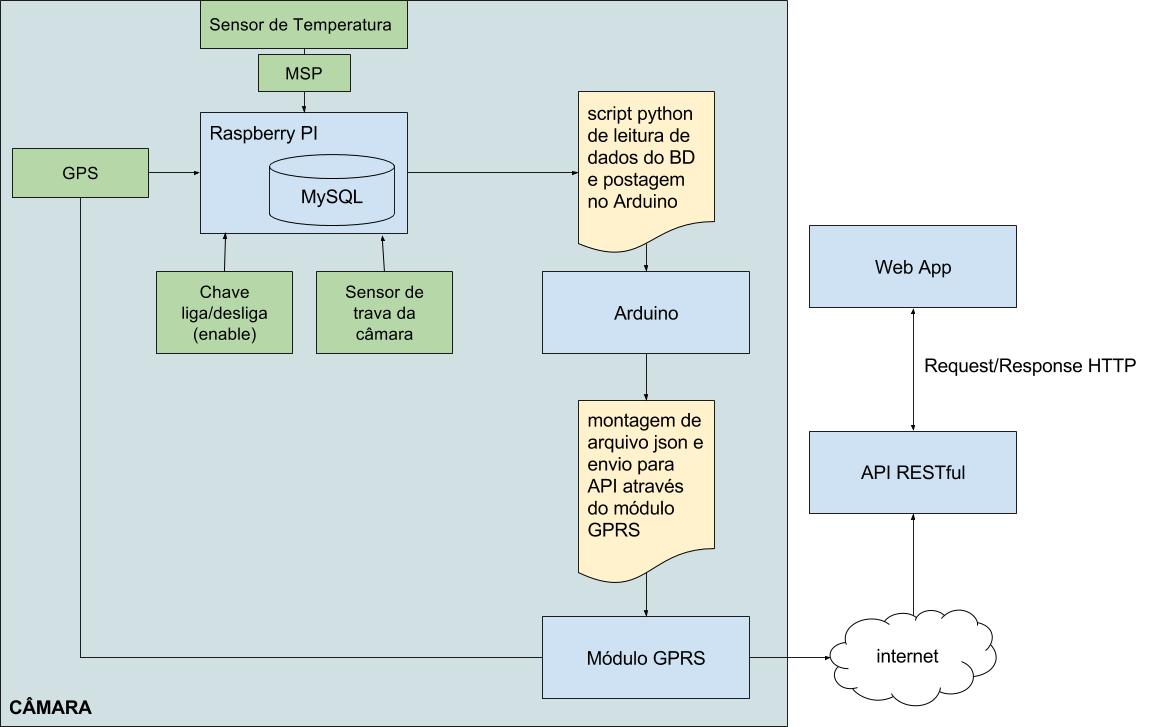 Sensor de Temperatura
MSP
Raspberry PI
MySQL
GPS
Chave
liga/desliga
(enable)
Sensor de
trava da
câmara
script python
de leitura de
dados do BD
e postagem
no Arduino
Arduino
montagem de
arquivo json e
envio para
API através
do módulo
GPRS
Módulo GPRS
Web App
Request/Response HTTP
API RESTful
internet
CÂMARA